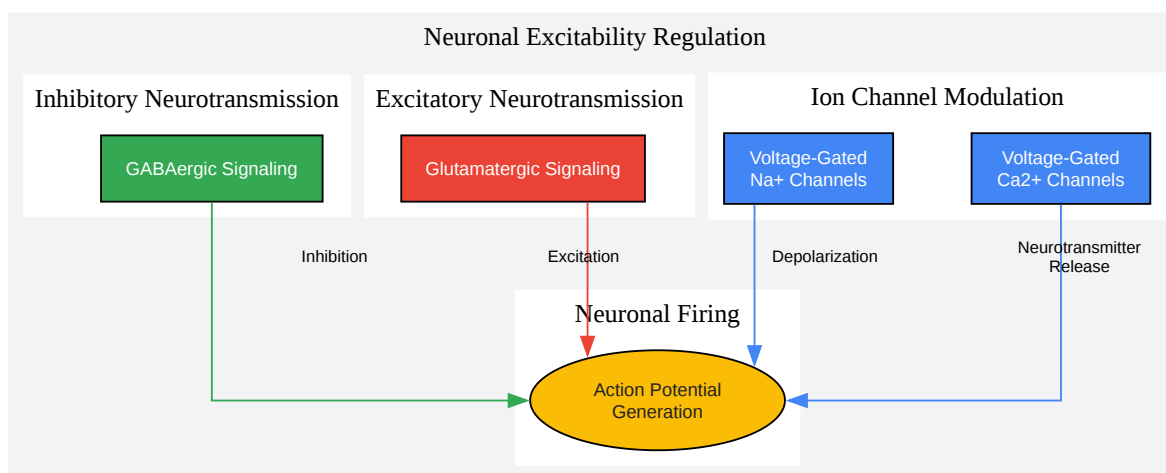 Neuronal Excitability Regulation
Inhibitory Neurotransmission
Excitatory Neurotransmission
Ion Channel Modulation
GABAergic Signaling
Glutamatergic Signaling
Voltage-Gated
Na+ Channels
Voltage-Gated
Ca2+ Channels
Inhibition
Excitation
Depolarization
Neurotransmitter
Release
Neuronal Firing
Action Potential
Generation